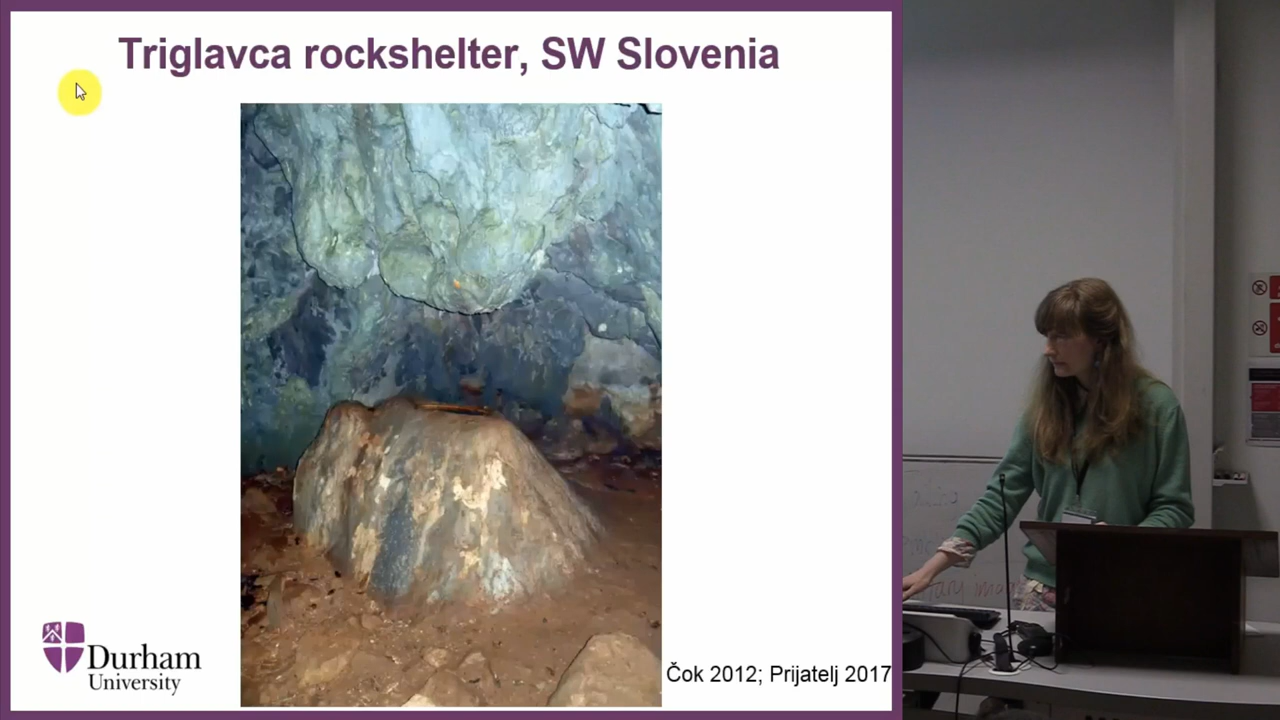 Triglavca rockshelter, SW Slovenia
Durham
University
Čok 2012; Prijatelj 2017